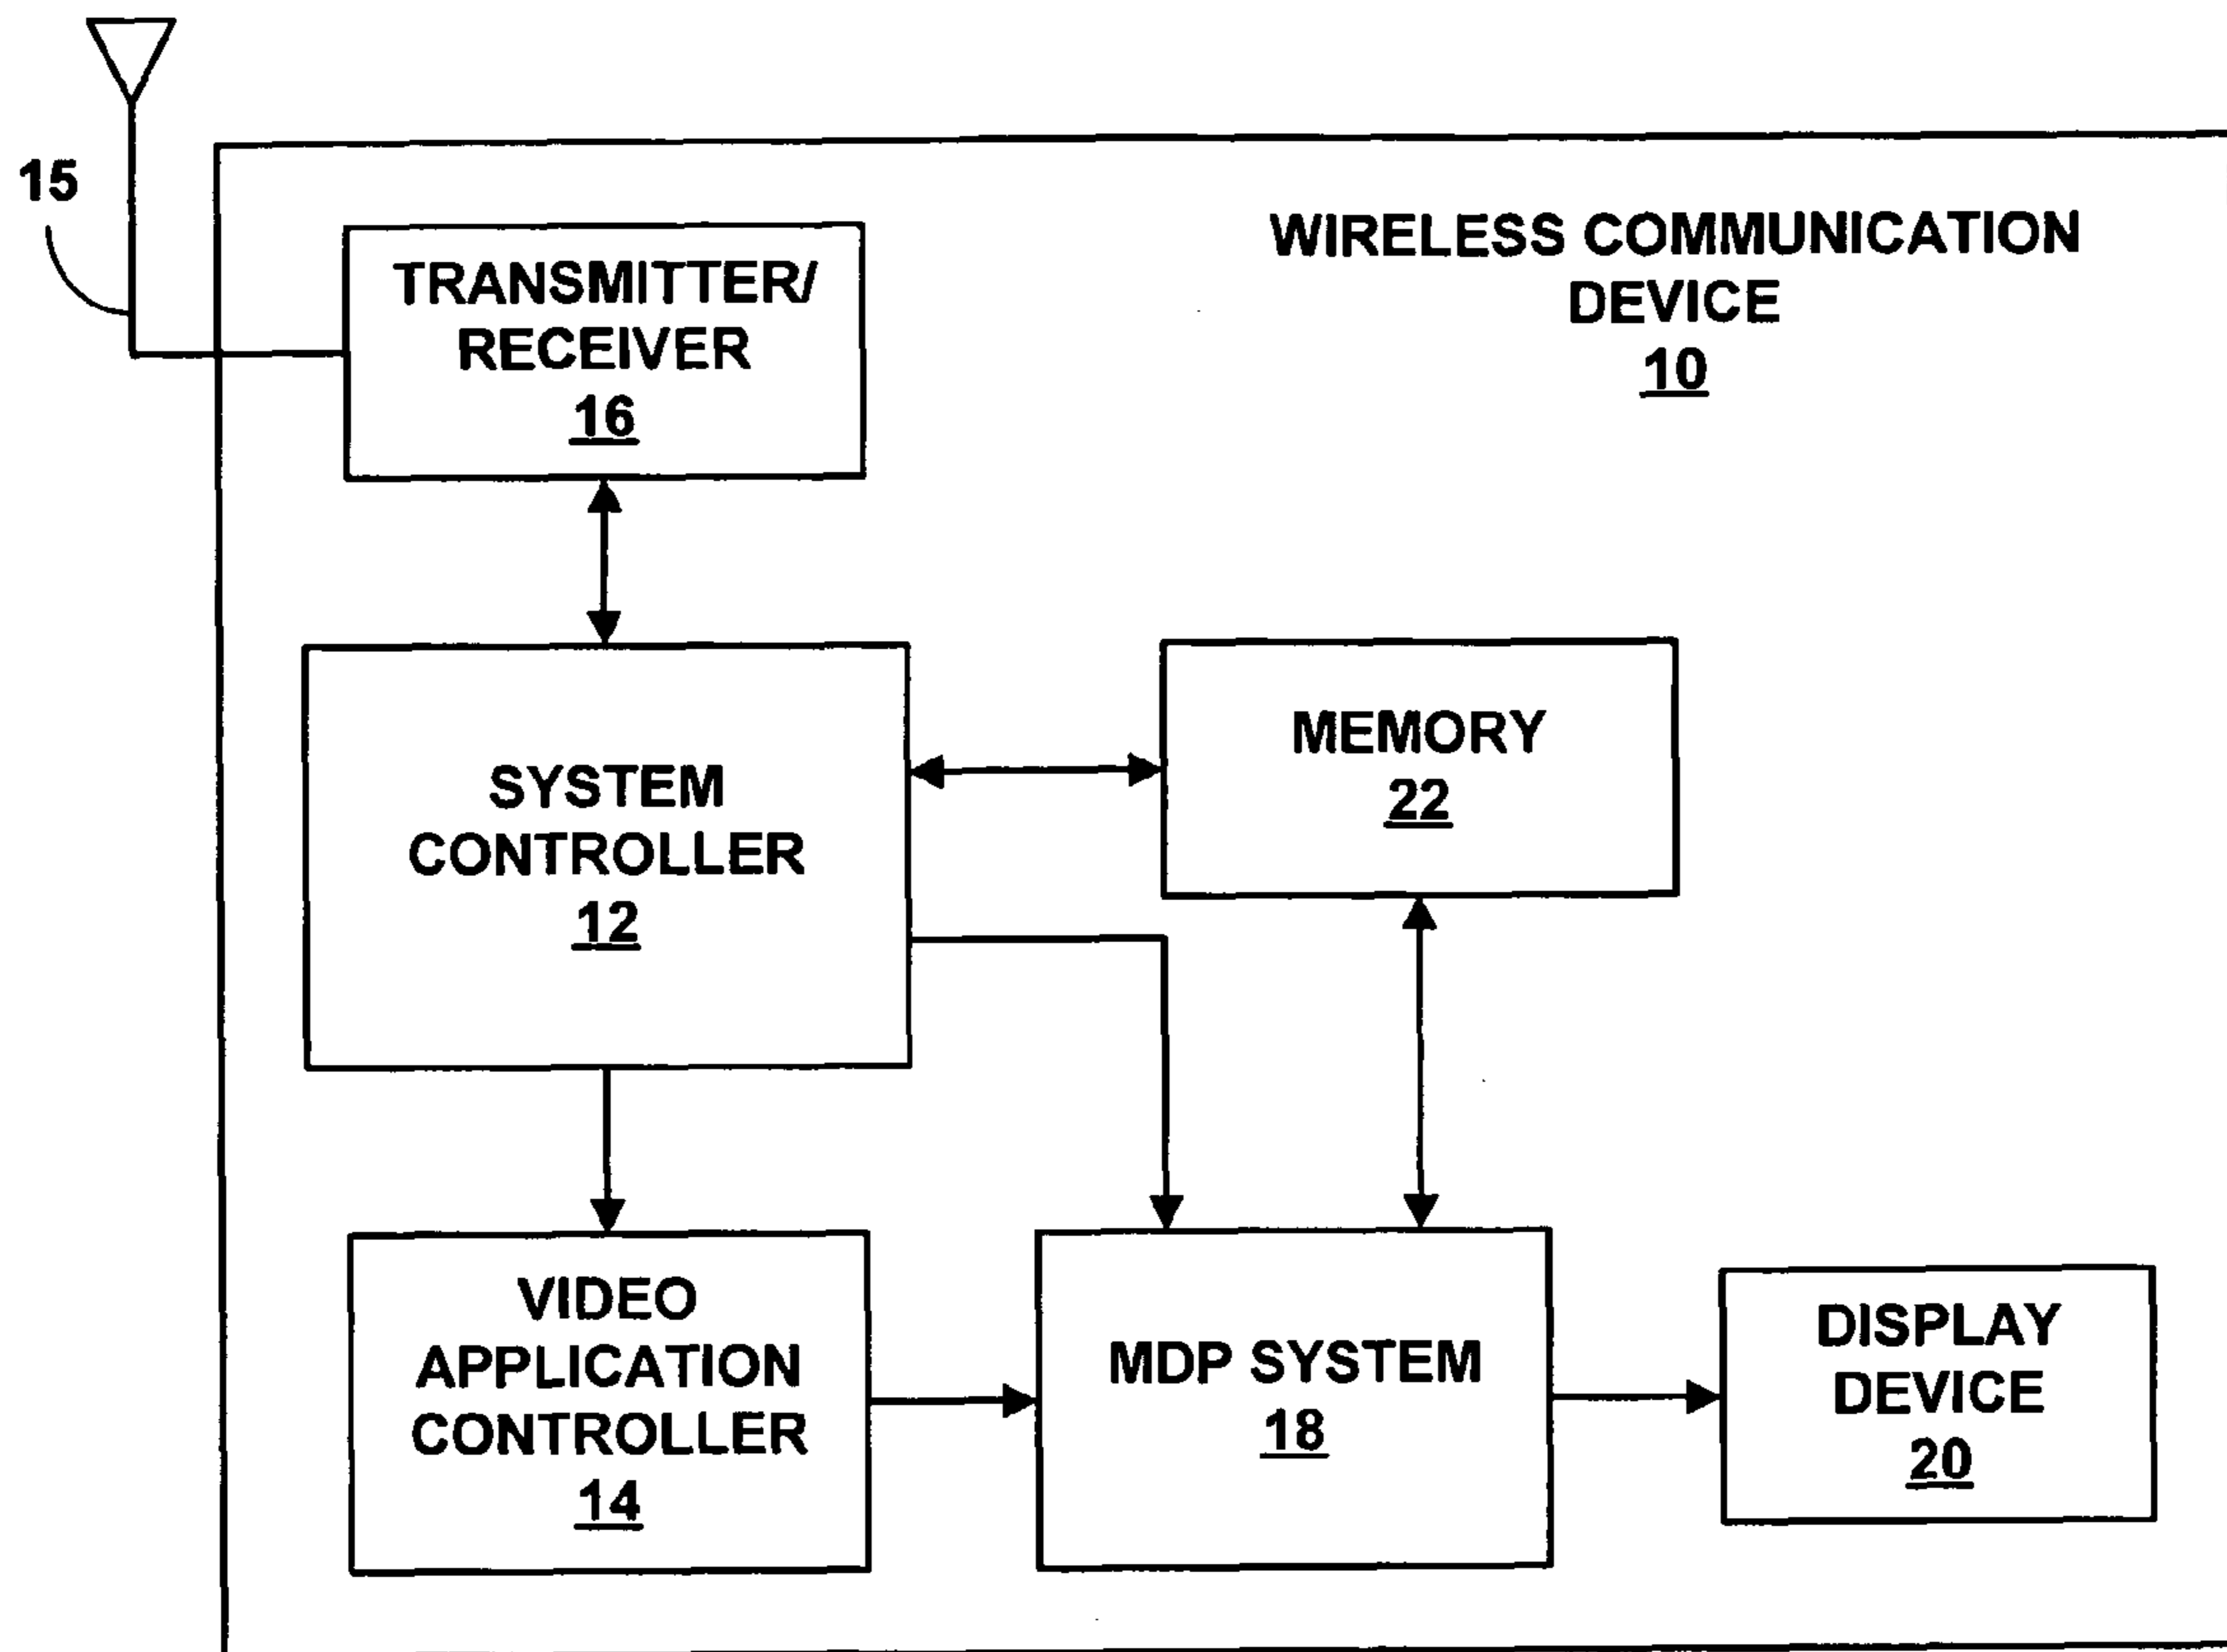 15
WIRELESS COMMUNICATION
DEVICE
10
TRANSMITTER/
RECEIVER
16
SYSTEM
CONTROLLER
12
MEMORY
22
VIDEO
APPLICATION
CONTROLLER
14
MDP SYSTEM
18
DISPLAY
DEVICE
20